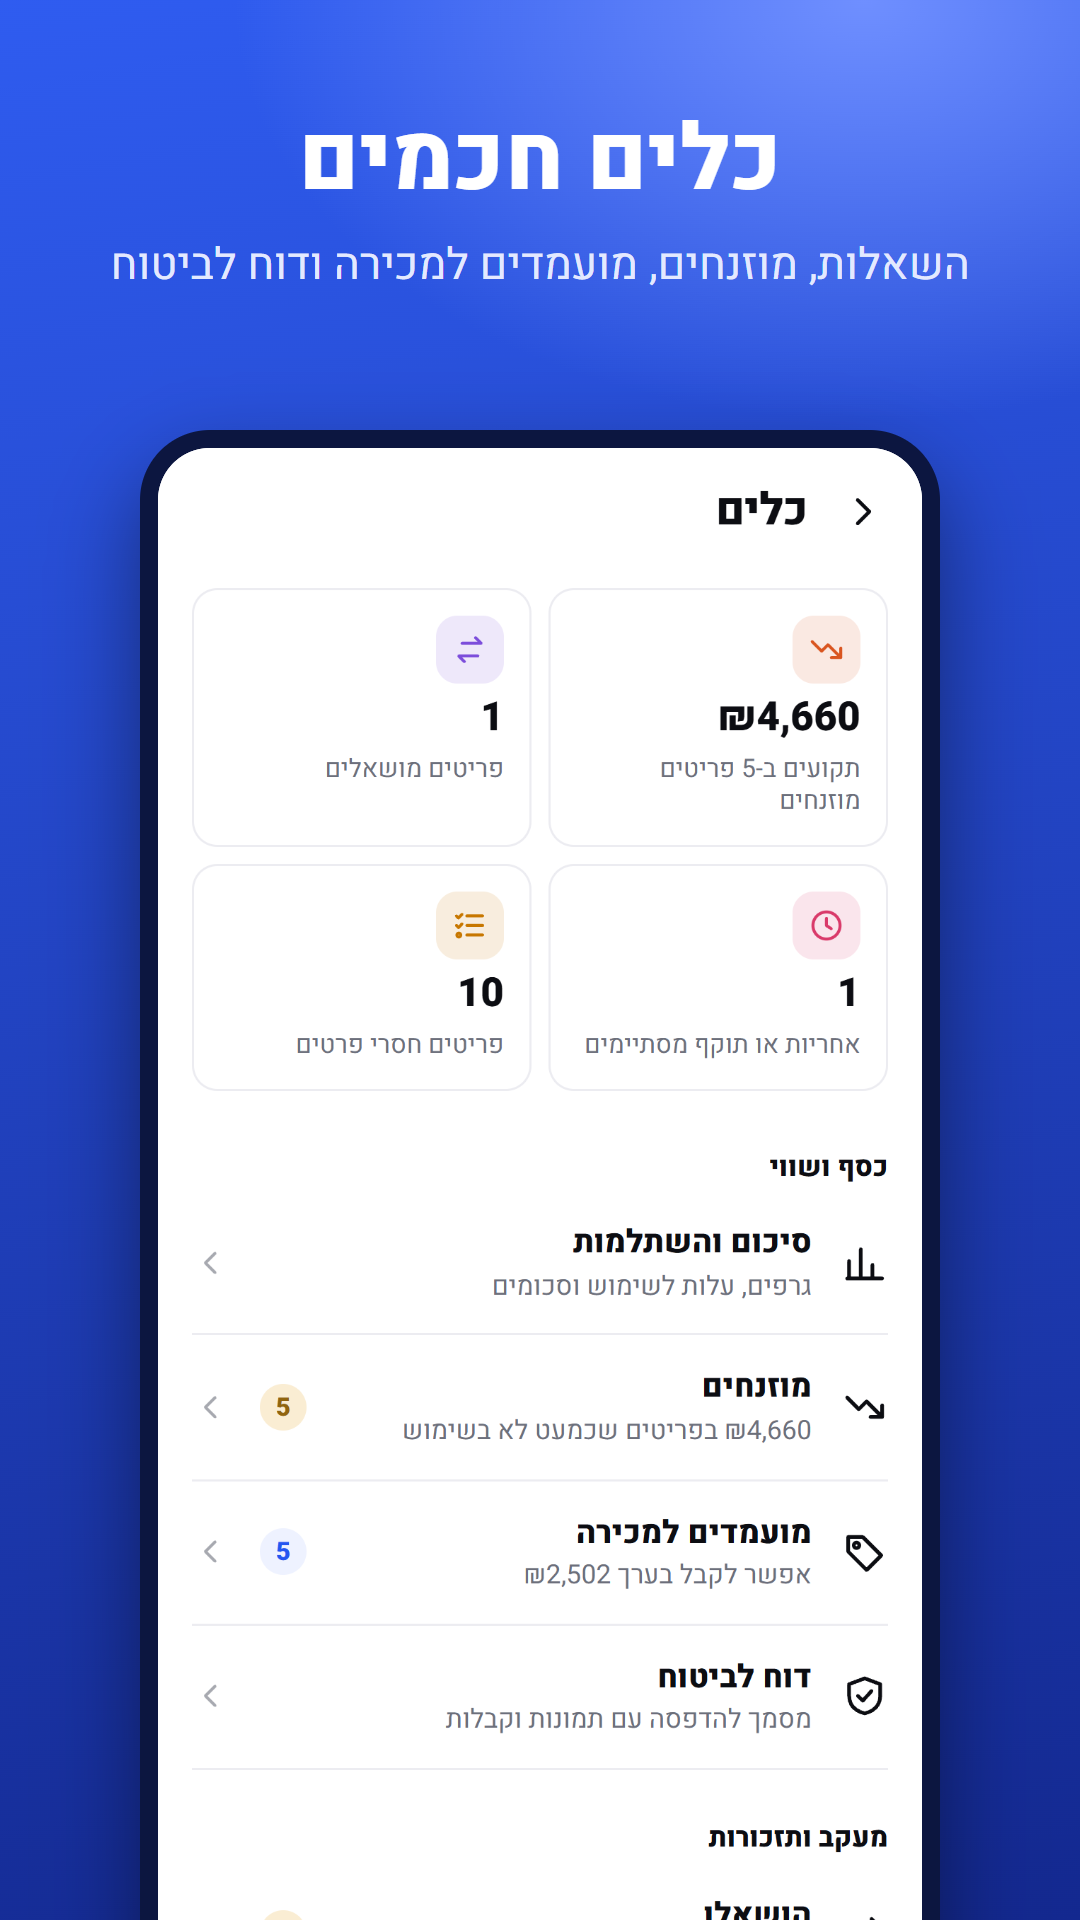 כלים חכמים
השאלות, מוזנחים, מועמדים למכירה ודוח לביטוח
כלים
₪4,660
תקועים ב-5 פריטים
מוזנחים
1
פריטים מושאלים
1
אחריות או תוקף מסתיימים
10
פריטים חסרי פרטים
כסף ושווי
סיכום והשתלמות
גרפים, עלות לשימוש וסכומים
מוזנחים
₪4,660 בפריטים שכמעט לא בשימוש
5
מועמדים למכירה
אפשר לקבל בערך ₪2,502
5
דוח לביטוח
מסמך להדפסה עם תמונות וקבלות
מעקב ותזכורות
הושאלו